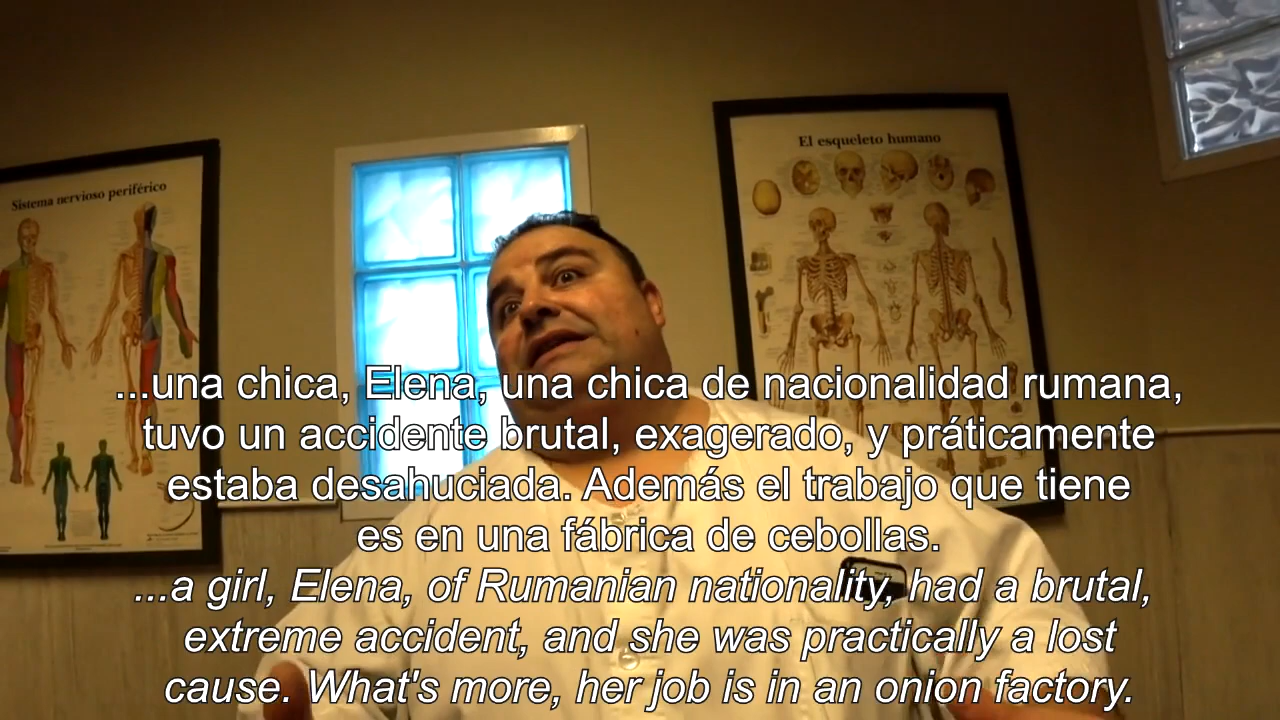 Sistema nervioso periférico
El esqueleto humano
...una chica, Elena, una chica de nacionalidad rumana,
tuvo un accidente brutal, exagerado, y práticamente
estaba desahuciada. Además el trabajo que tiene
es en una fábrica de cebollas.
...a girl, Elena, of Rumanian nationality, had a brutal,
extreme accident, and she was practically a lost
cause. What's more, her job is in an onion factory.